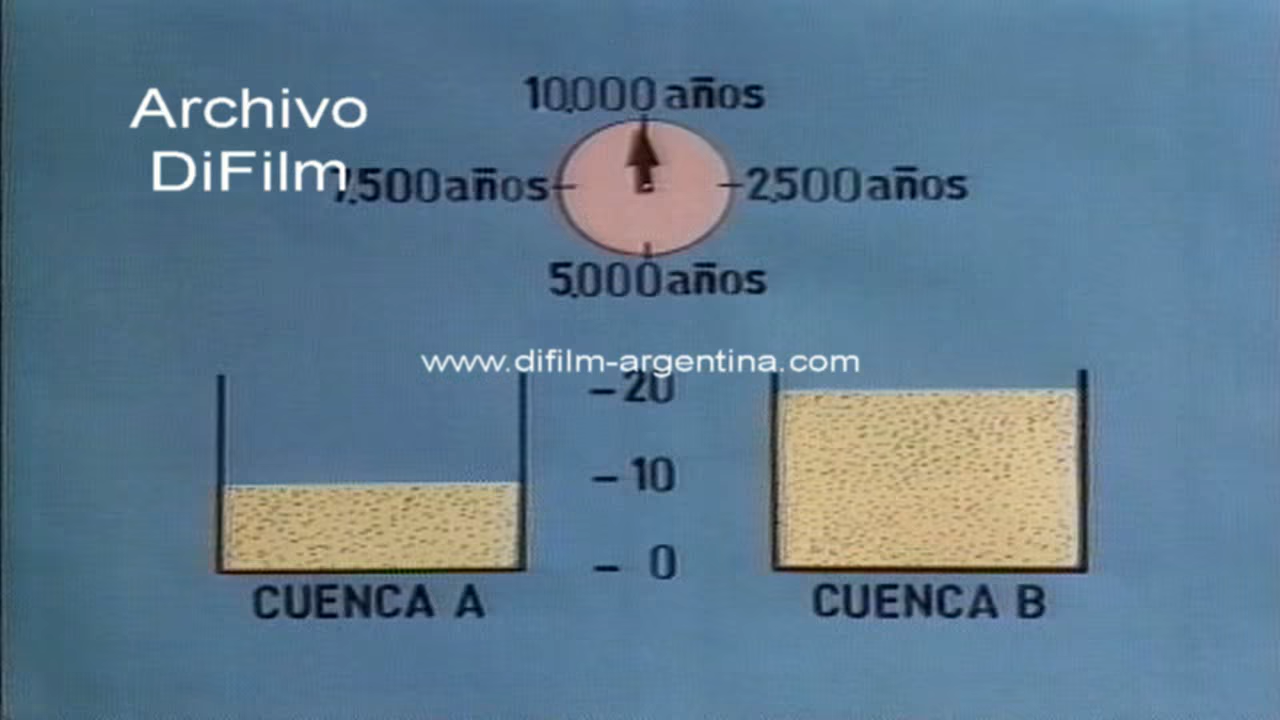 10,000 años
Archivo
DiFilm
7,500 años
2,500 años
5,000 años
www.difilm-argentina.com
20
10
0
CUENCA A
CUENCA B